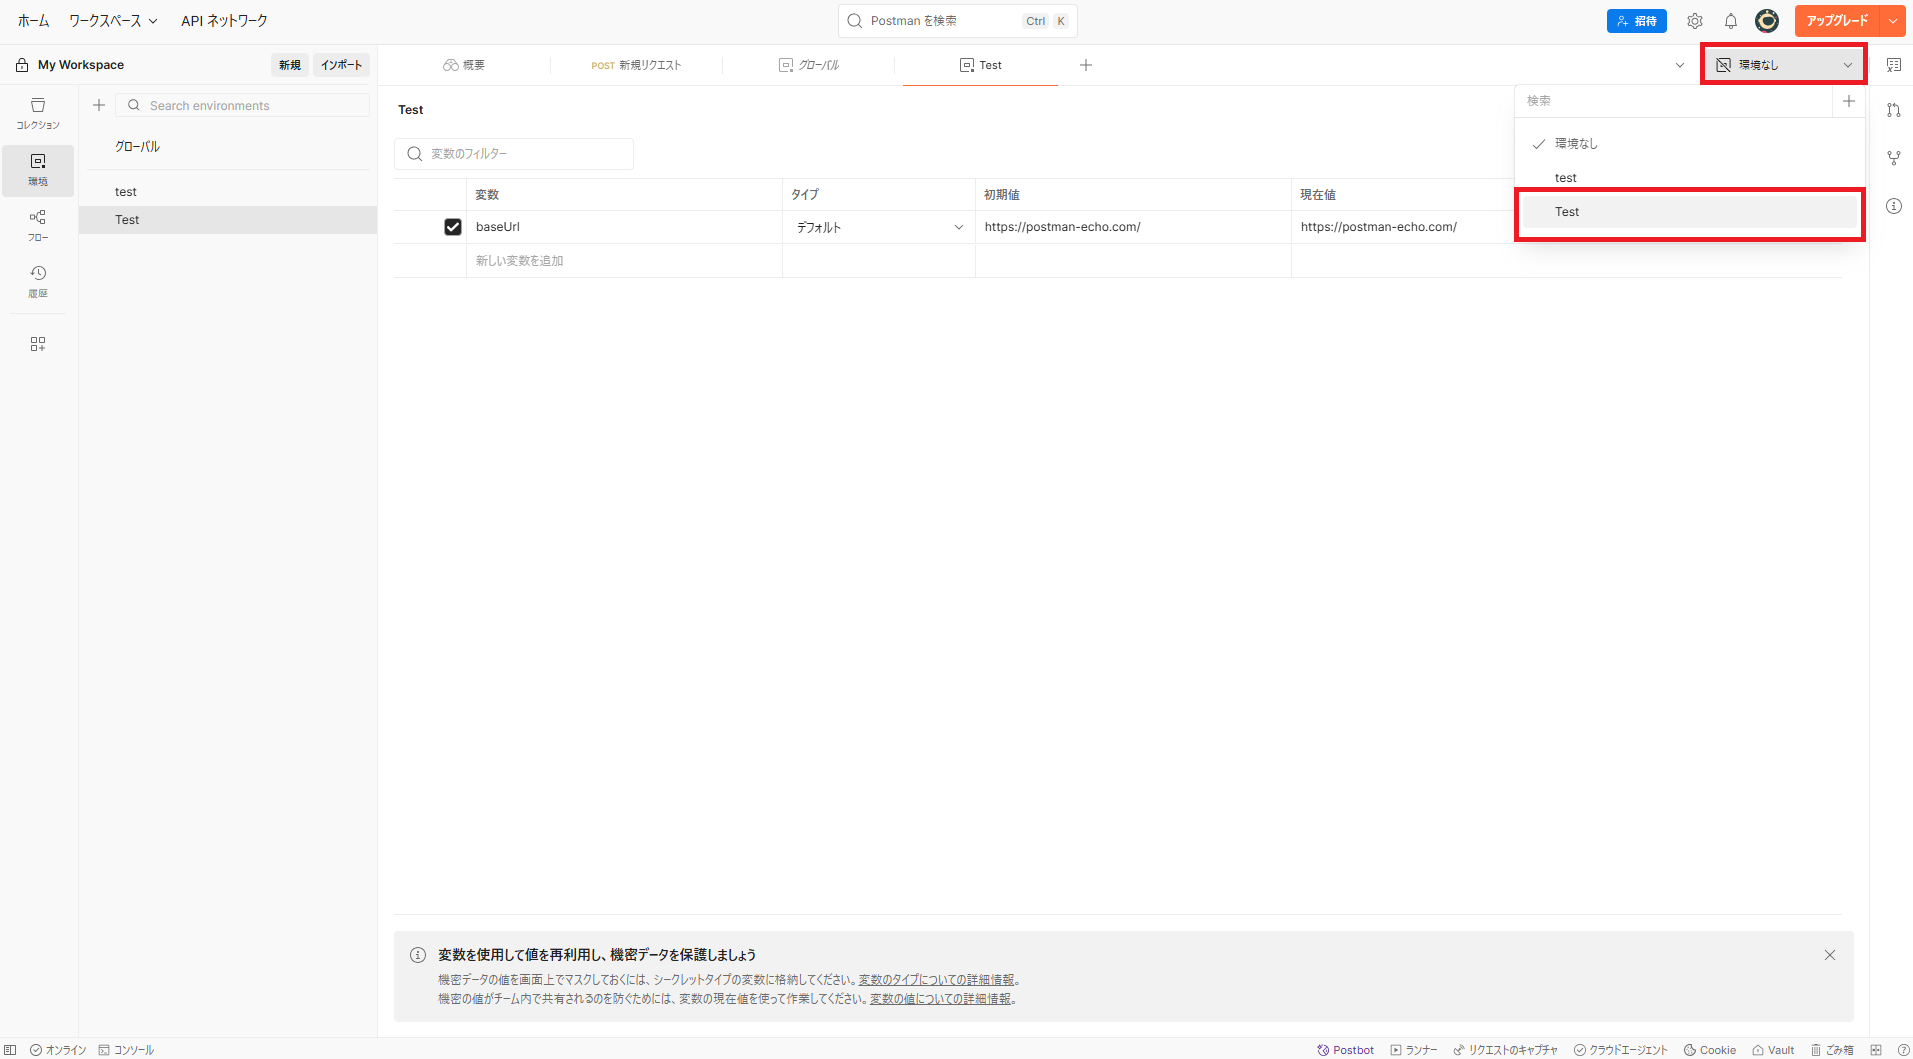 ホーム ワークスペース API ネットワーク Postman を検索 Ctrl K 招待 アップグレード
My Workspace 新規 インポート 概要 POST 新規リクエスト グローバル Test 環境なし
Search environments
コレクション
環境
フロー
履歴
グローバル
test
Test
Test
変数のフィルター
変数 タイプ 初期値 現在値
baseUrl デフォルト https://postman-echo.com/ https://postman-echo.com/
新しい変数を追加
検索
環境なし
test
Test
変数を使用して値を再利用し、機密データを保護しましょう
機密データの値を画面上でマスクしておくには、シークレットタイプの変数に格納してください。変数のタイプについての詳細情報。
機密の値がチーム内で共有されるのを防ぐためには、変数の現在値を使って作業してください。変数の値についての詳細情報。
オンライン コンソール Postbot ランナー リクエストのキャプチャ クラウドエージェント Cookie Vault ごみ箱